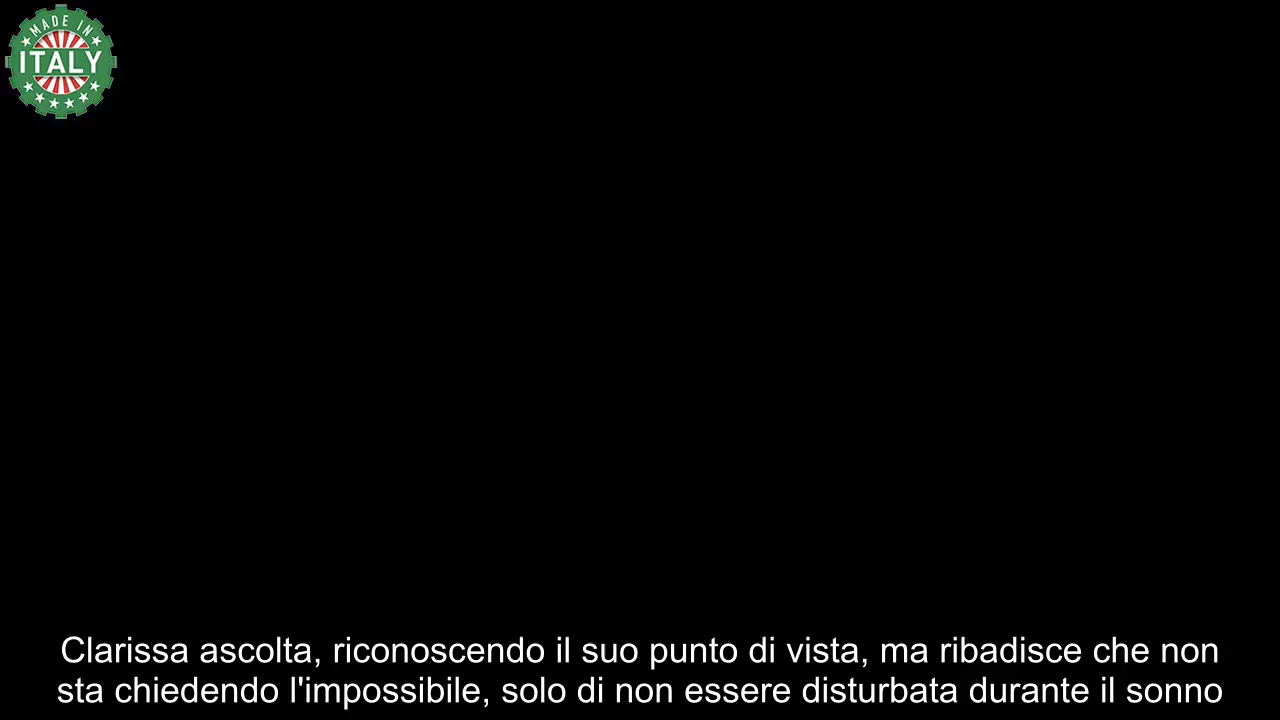 MADE IN
ITALY
Clarissa ascolta, riconoscendo il suo punto di vista, ma ribadisce che non
sta chiedendo l'impossibile, solo di non essere disturbata durante il sonno